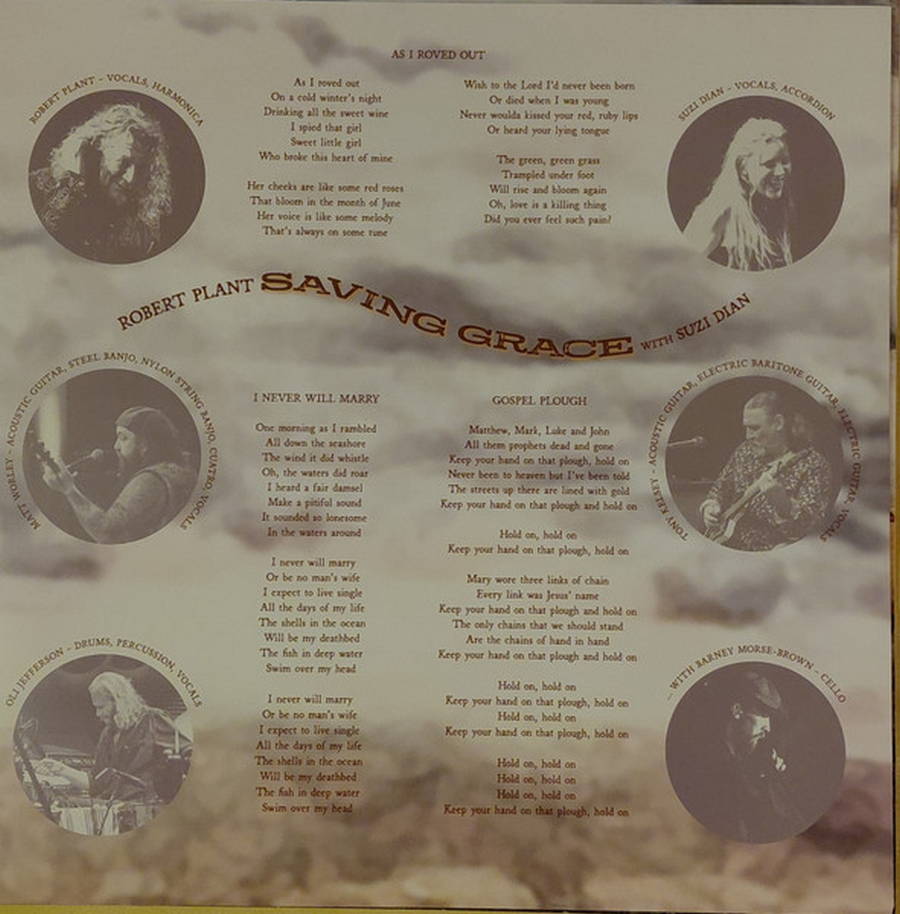 AS I ROVED OUT
ROBERT PLANT - VOCALS, HARMONICA
As I roved out
On a cold winter's night
Drinking all the sweet wine
I spied that girl
Sweet little girl
Who broke this heart of mine
Her cheeks are like some red roses
That bloom in the month of June
Her voice is like some melody
That's always on some tune
Wish to the Lord I'd never been born
Or died when I was young
Never woulda kissed your red, ruby lips
Or heard your lying tongue
The green, green grass
Trampled under foot
Will rise and bloom again
Oh, love is a killing thing
Did you ever feel such pain?
SUZI DIAN - VOCALS, ACCORDION
ROBERT PLANT SAVING GRACE WITH SUZI DIAN
MATT WORLEY - ACOUSTIC GUITAR, STEEL BANJO, NYLON STRING BANJO, CUATRO, VOCALS
I NEVER WILL MARRY
One morning as I rambled
All down the seashore
The wind it did whistle
Oh, the waters did roar
I heard a fair damsel
Make a pitiful sound
It sounded so lonesome
In the waters around
I never will marry
Or be no man's wife
I expect to live single
All the days of my life
The shells in the ocean
Will be my deathbed
The fish in deep water
Swim over my head
I never will marry
Or be no man's wife
I expect to live single
All the days of my life
The shells in the ocean
Will be my deathbed
The fish in deep water
Swim over my head
GOSPEL PLOUGH
Matthew, Mark, Luke and John
All them prophets dead and gone
Keep your hand on that plough, hold on
Never been to heaven but I've been told
The streets up there are lined with gold
Keep your hand on that plough and hold on
Hold on, hold on
Keep your hand on that plough, hold on
Mary wore three links of chain
Every link was Jesus' name
Keep your hand on that plough and hold on
The only chains that we should stand
Are the chains of hand in hand
Keep your hand on that plough and hold on
Hold on, hold on
Keep your hand on that plough, hold on
Hold on, hold on
Keep your hand on that plough, hold on
Hold on, hold on
Hold on, hold on
Hold on, hold on
Keep your hand on that plough, hold on
TONY KELSEY - ACOUSTIC GUITAR, ELECTRIC BARITONE GUITAR, ELECTRIC GUITAR, VOCALS
OLI JEFFERSON - DRUMS, PERCUSSION, VOCALS
...WITH BARNEY MORSE-BROWN - CELLO